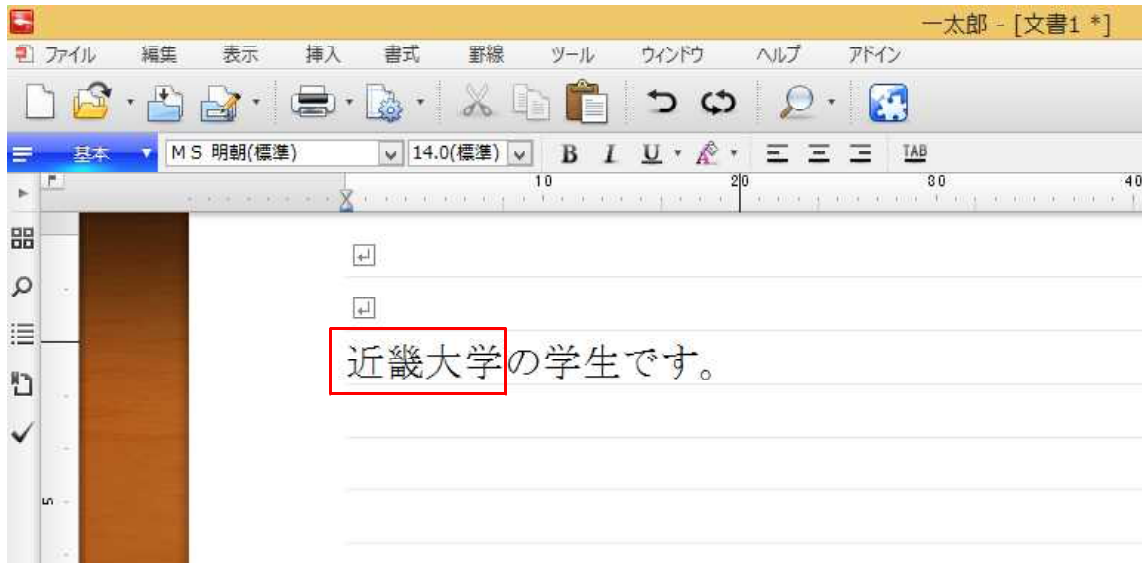 一太郎 - [文書1 *]
ファイル 編集 表示 挿入 書式 罫線 ツール ウィンドウ ヘルプ アドイン
基本 MS 明朝(標準) 14.0(標準) B I U A TAB
10 20 30 40
近畿大学の学生です。
5